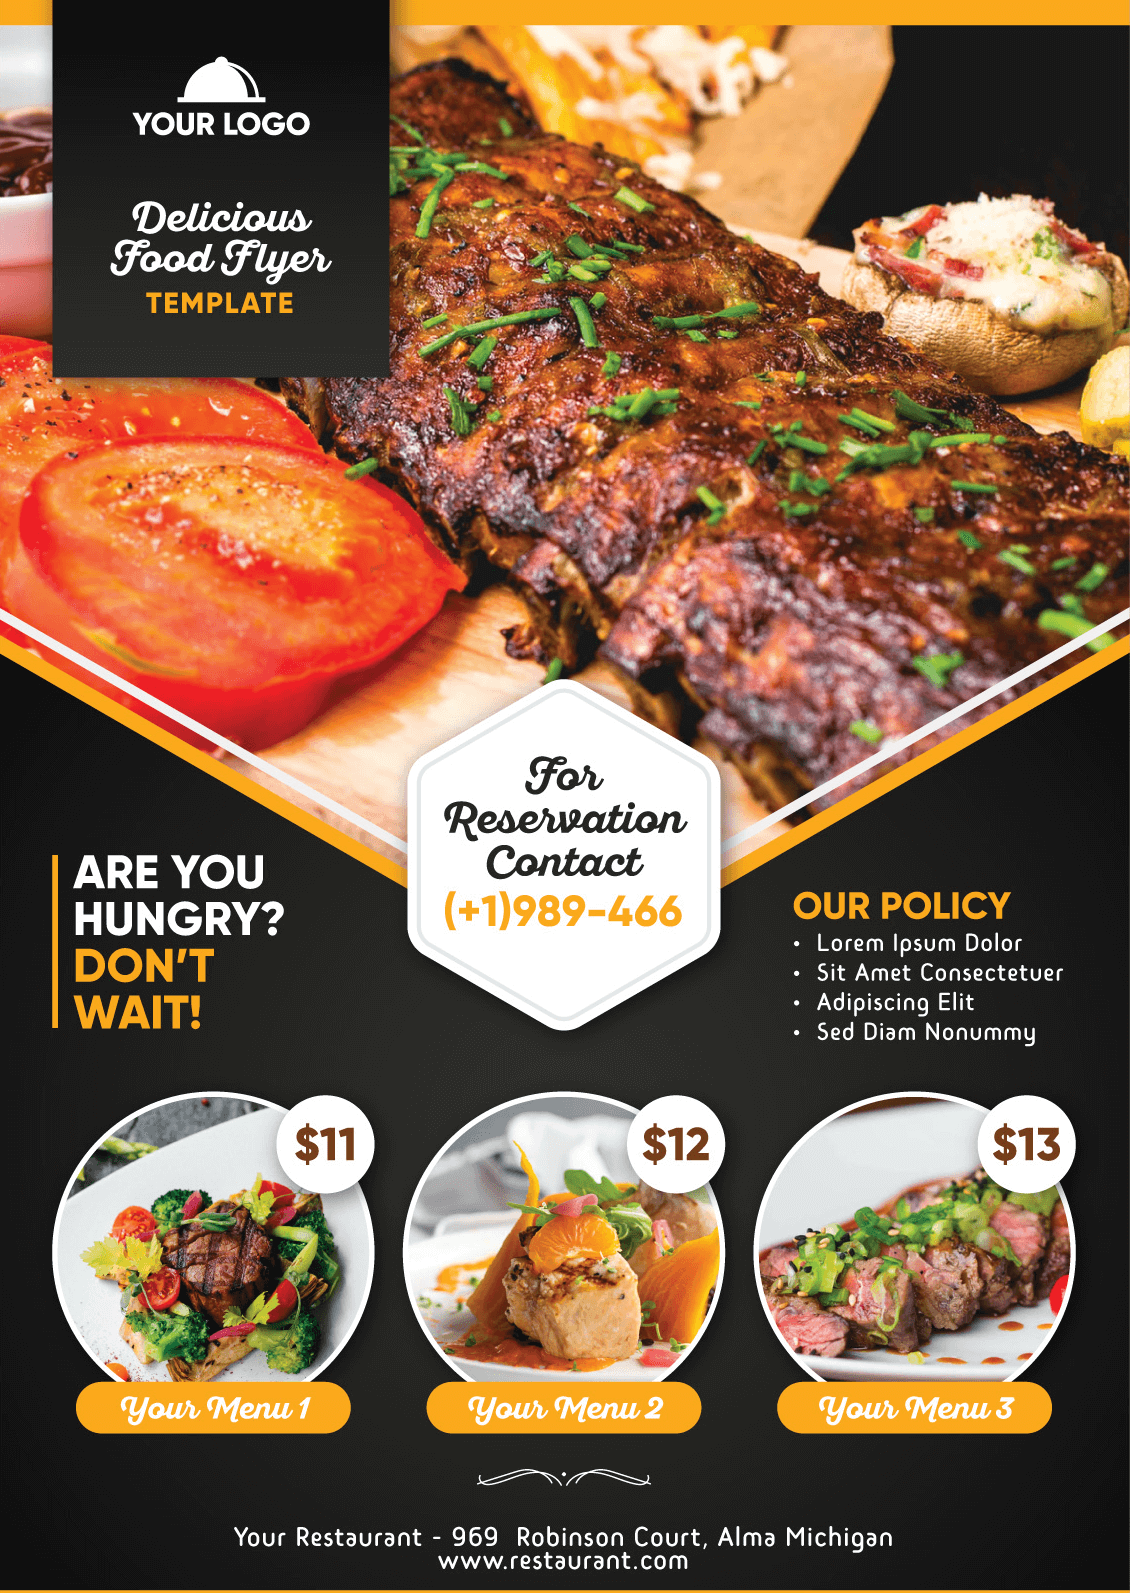 YOUR LOGO
Delicious
Food Flyer
TEMPLATE
For
Reservation
Contact
(+1)989-466
ARE YOU
HUNGRY?
DON'T
WAIT!
OUR POLICY
• Lorem Ipsum Dolor
• Sit Amet Consectetuer
• Adipiscing Elit
• Sed Diam Nonummy
$11
$12
$13
Your Menu 1
Your Menu 2
Your Menu 3
Your Restaurant - 969 Robinson Court, Alma Michigan
www.restaurant.com